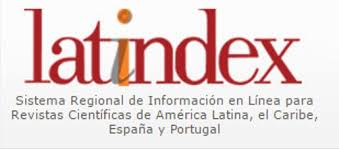 latindex
Sistema Regional de Información en Línea para
Revistas Científicas de América Latina, el Caribe,
España y Portugal